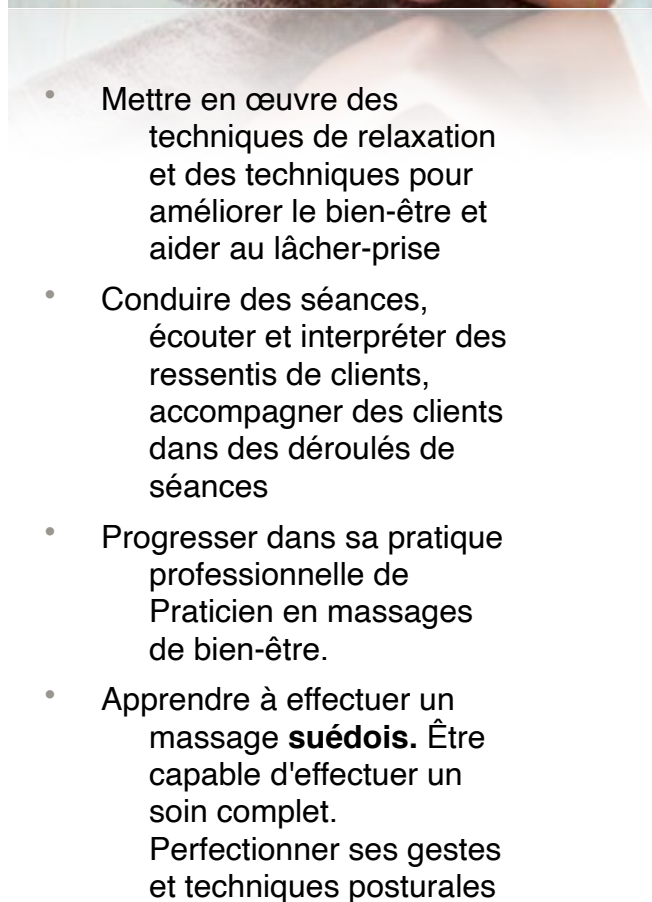 • Mettre en œuvre des
techniques de relaxation
et des techniques pour
améliorer le bien-être et
aider au lâcher-prise
• Conduire des séances,
écouter et interpréter des
ressentis de clients,
accompagner des clients
dans des déroulés de
séances
• Progresser dans sa pratique
professionnelle de
Praticien en massages
de bien-être.
• Apprendre à effectuer un
massage suédois. Être
capable d'effectuer un
soin complet.
Perfectionner ses gestes
et techniques posturales